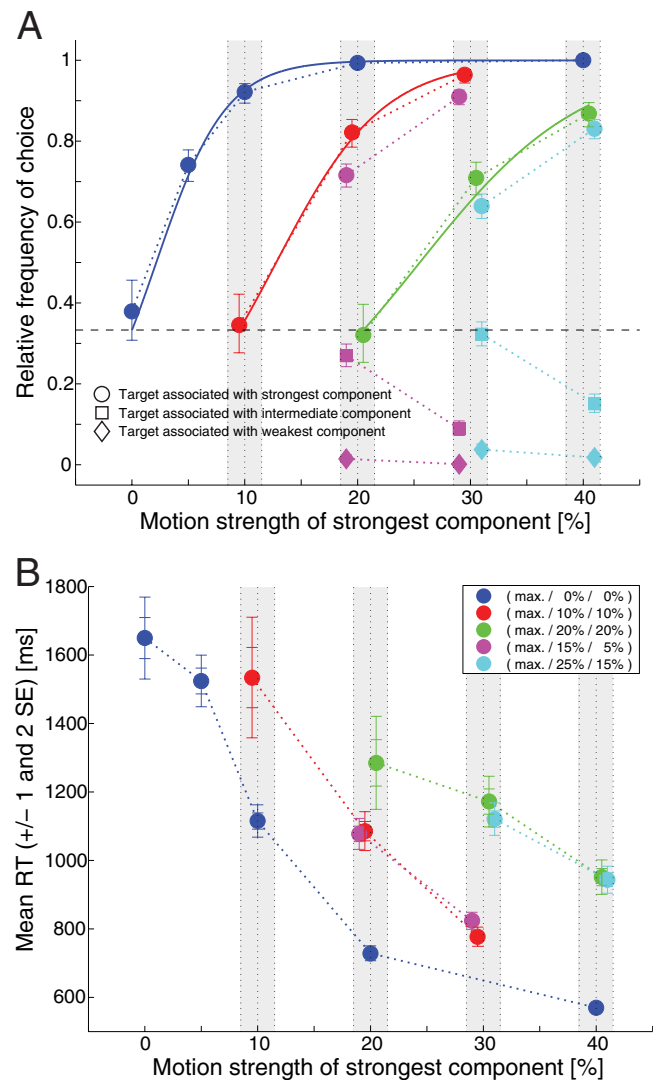 A
1
0.8
0.6
0.4
0.2
0
Relative frequency of choice
Target associated with strongest component
Target associated with intermediate component
Target associated with weakest component
0 10 20 30 40
Motion strength of strongest component [%]
B
1800
1600
1400
1200
1000
800
600
Mean RT (+/− 1 and 2 SE) [ms]
( max. / 0% / 0% )
( max. / 10% / 10% )
( max. / 20% / 20% )
( max. / 15% / 5% )
( max. / 25% / 15% )
0 10 20 30 40
Motion strength of strongest component [%]